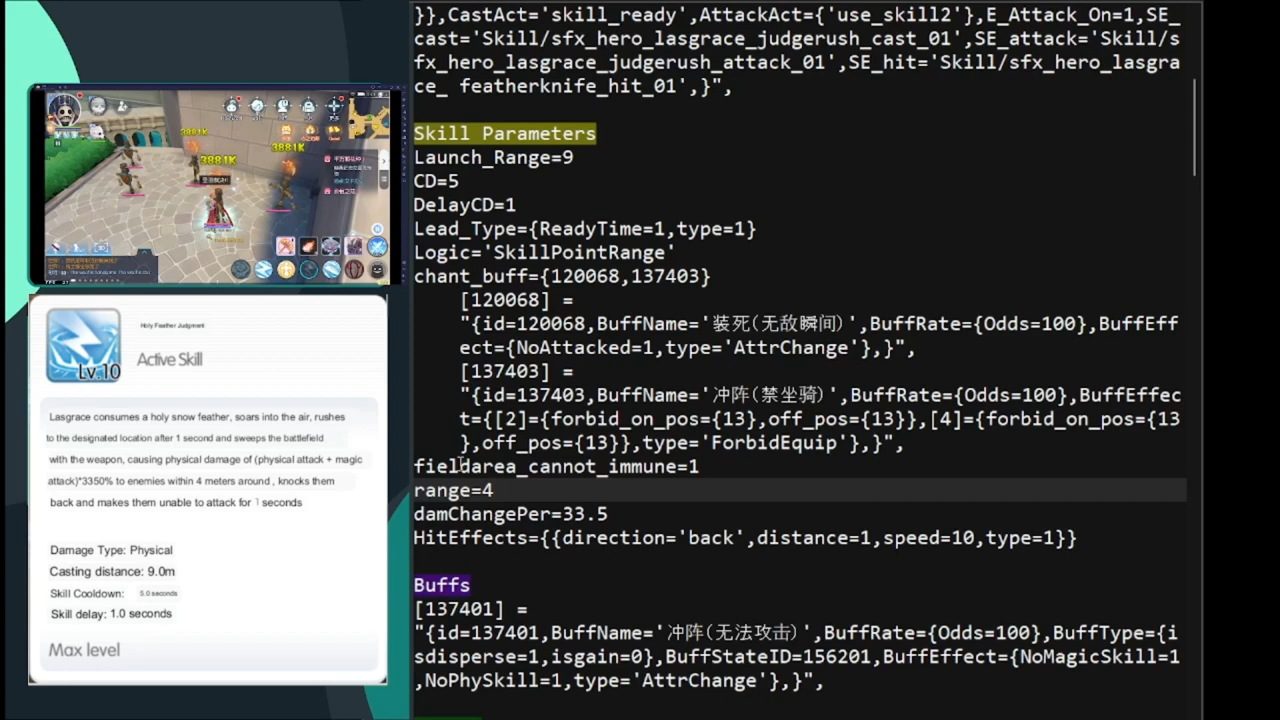 }},CastAct='skill_ready',AttackAct={'use_skill2'},E_Attack_On=1,SE_
cast='Skill/sfx_hero_lasgrace_judgerush_cast_01',SE_attack='Skill/s
fx_hero_lasgrace_judgerush_attack_01',SE_hit='Skill/sfx_hero_lasgra
ce_ featherknife_hit_01',}",
Skill Parameters
Launch_Range=9
CD=5
DelayCD=1
Lead_Type={ReadyTime=1,type=1}
Logic='SkillPointRange'
chant_buff={120068,137403}
[120068] =
"{id=120068,BuffName='装死(无敌瞬间)',BuffRate={Odds=100},BuffEff
ect={NoAttacked=1,type='AttrChange'},}",
[137403] =
"{id=137403,BuffName='冲阵(禁坐骑)',BuffRate={Odds=100},BuffEffec
t={[2]={forbid_on_pos={13},off_pos={13}},[4]={forbid_on_pos={13
},off_pos={13}},type='ForbidEquip'},}",
fieldarea_cannot_immune=1
range=4
damChangePer=33.5
HitEffects={{direction='back',distance=1,speed=10,type=1}}
Buffs
[137401] =
"{id=137401,BuffName='冲阵(无法攻击)',BuffRate={Odds=100},BuffType={i
sdisperse=1,isgain=0},BuffStateID=156201,BuffEffect={NoMagicSkill=1
,NoPhySkill=1,type='AttrChange'},}",
3881K
3881K
3881K
Holy Feather Judgment
Active Skill
Lv.10
Lasgrace consumes a holy snow feather, soars into the air, rushes
to the designated location after 1 second and sweeps the battlefield
with the weapon, causing physical damage of (physical attack + magic
attack)*3350% to enemies within 4 meters around , knocks them
back and makes them unable to attack for 1 seconds
Damage Type: Physical
Casting distance: 9.0m
Skill Cooldown: 5.0 seconds
Skill delay: 1.0 seconds
Max level